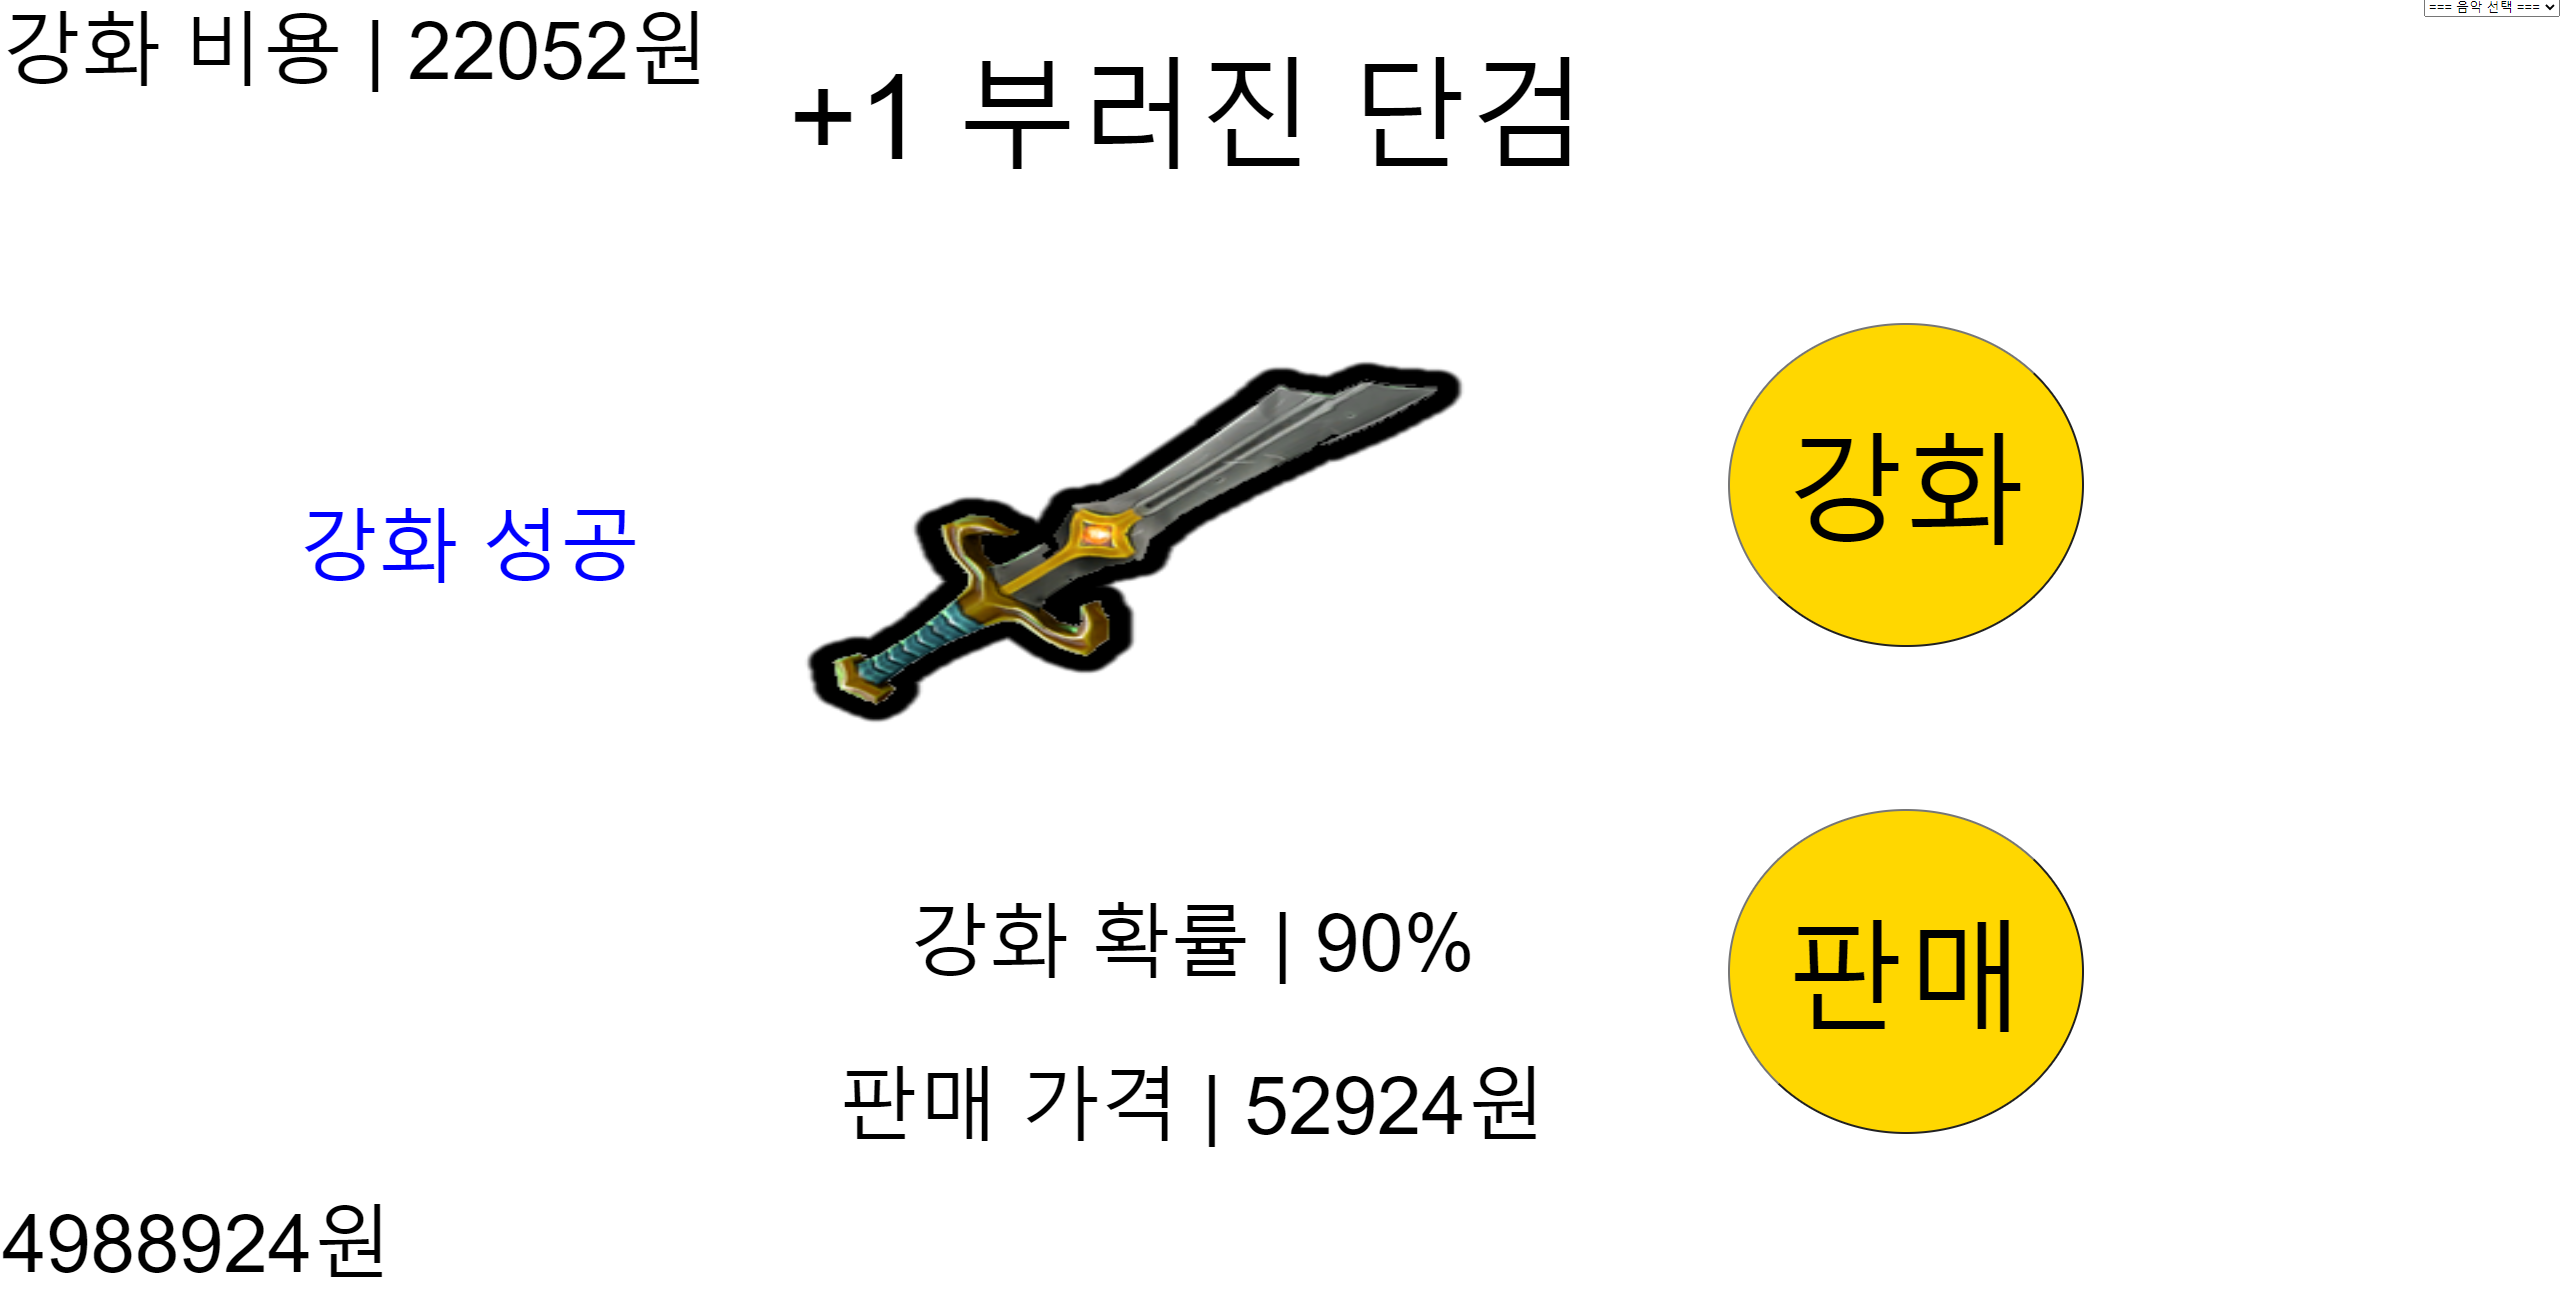 강화 비용 | 22052원
=== 음악 선택 ===
+1 부러진 단검
강화 성공
강화
강화 확률 | 90%
판매
판매 가격 | 52924원
4988924원